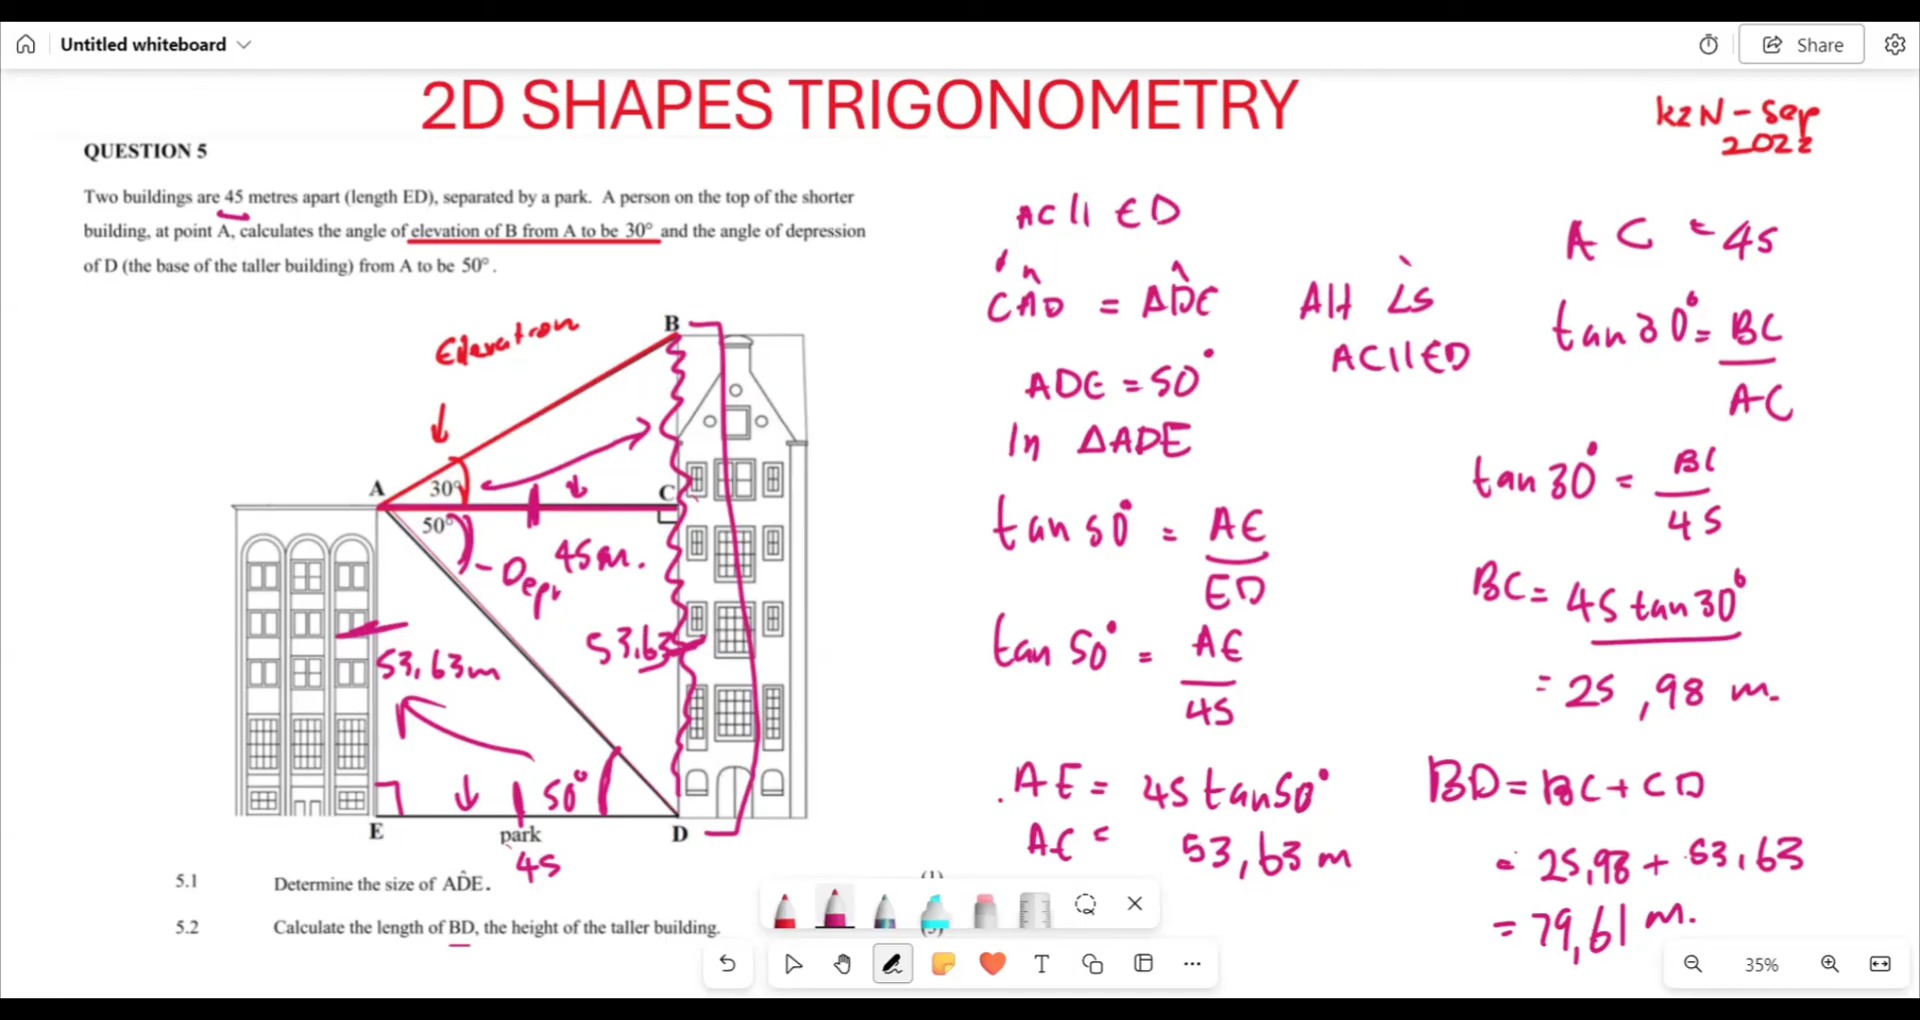 Untitled whiteboard
Share
2D SHAPES TRIGONOMETRY
kzN - Sep
2022
QUESTION 5
Two buildings are 45 metres apart (length ED), separated by a park. A person on the top of the shorter
building, at point A, calculates the angle of elevation of B from A to be 30° and the angle of depression
of D (the base of the taller building) from A to be 50°.
Elevation
B
A
30°
C
50°
45m.
Depr
53,63
53,63m
50°
E
park
D
45
5.1 Determine the size of AD̂E. (1)
5.2 Calculate the length of BD, the height of the taller building.
AC || ED
CÂD = AD̂E Alt ∠s
AC||ED
ADE = 50°
In ΔADE
tan 50° = AE
ED
tan 50° = AE
45
AE = 45 tan50°
AE = 53,63 m
AC = 45
tan 30° = BC
AC
tan 30° = BC
45
BC = 45 tan 30°
= 25,98 m.
BD = BC + CD
= 25,98 + 53,63
= 79,61 m.
35%